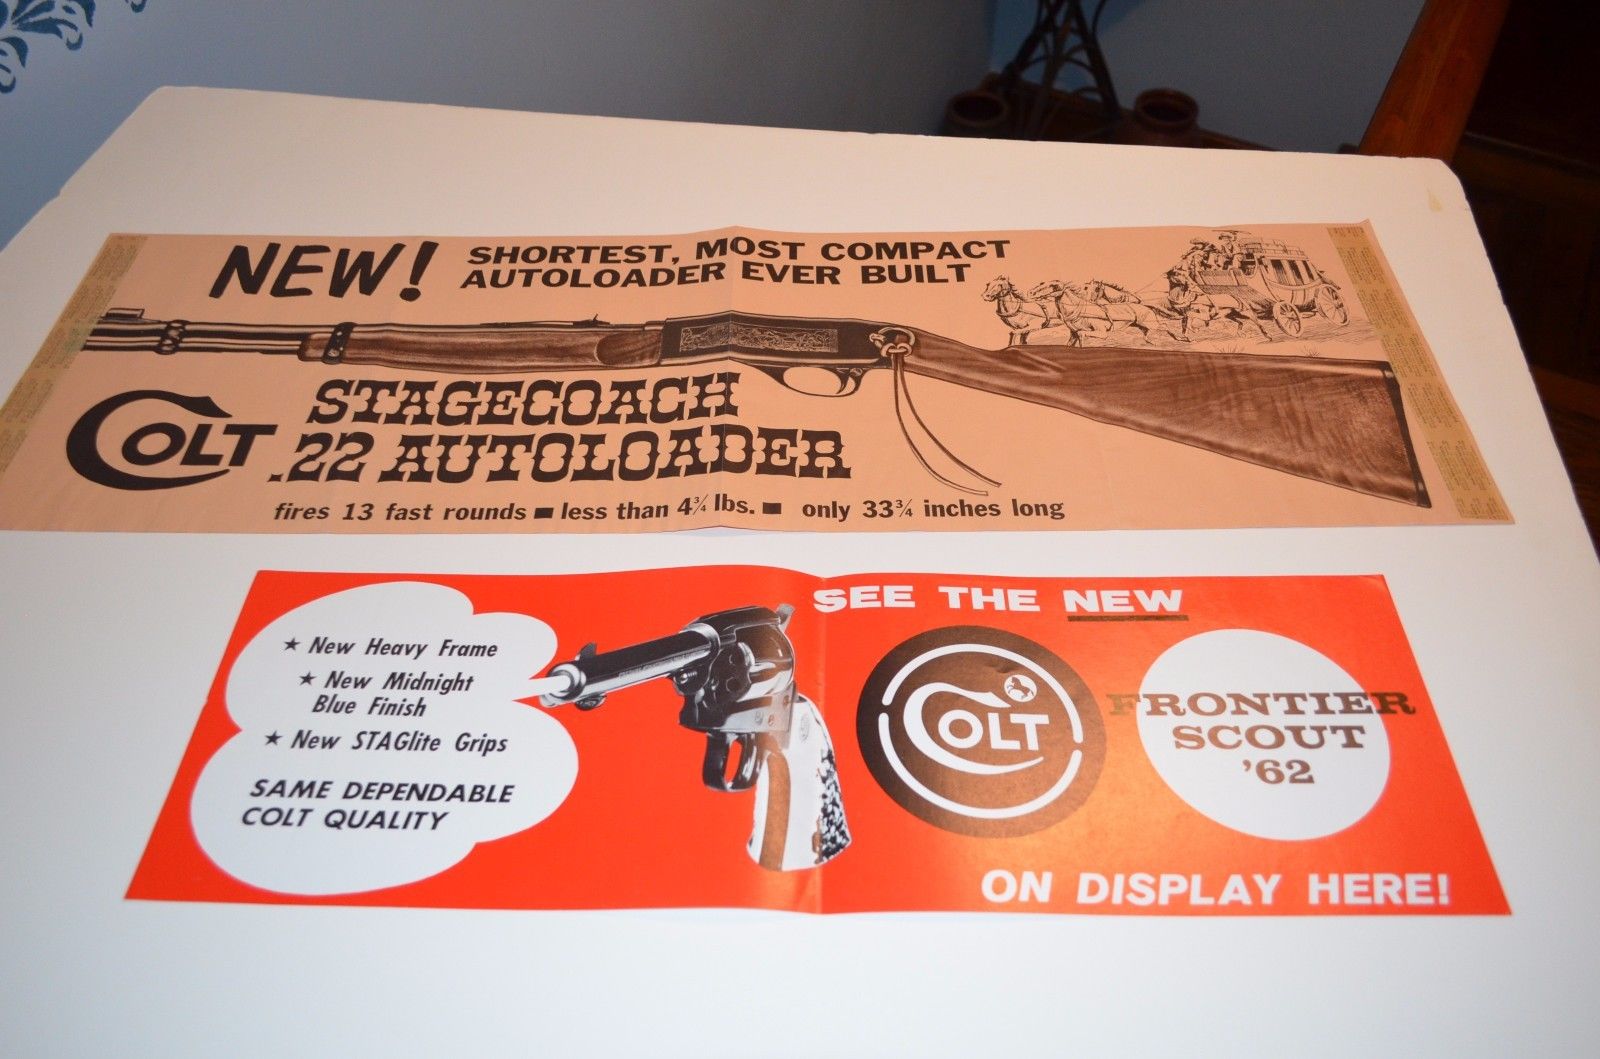 NEW!
SHORTEST, MOST COMPACT
AUTOLOADER EVER BUILT
COLT
STAGECOACH
.22 AUTOLOADER
fires 13 fast rounds ■ less than 4¾ lbs. ■ only 33¾ inches long
★ New Heavy Frame
★ New Midnight
Blue Finish
★ New STAGlite Grips
SAME DEPENDABLE
COLT QUALITY
SEE THE NEW
COLT
FRONTIER
SCOUT
'62
ON DISPLAY HERE!